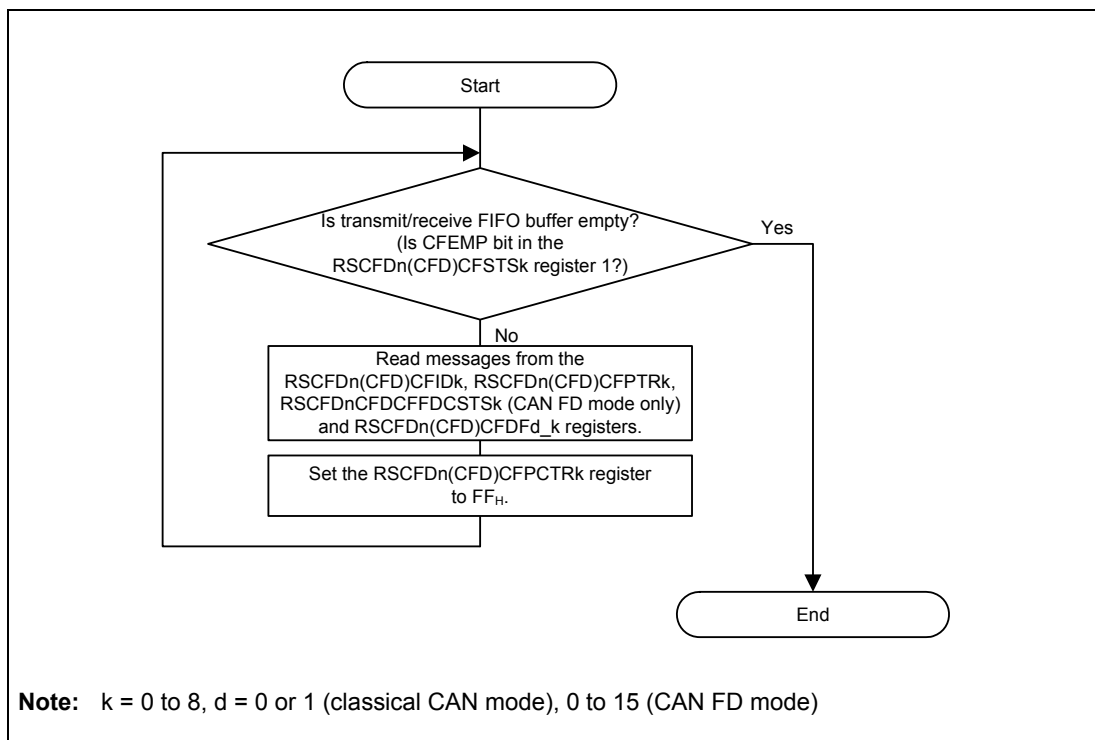 Start
Is transmit/receive FIFO buffer empty?
(Is CFEMP bit in the
RSCFDn(CFD)CFSTSk register 1?)
Yes
No
Read messages from the
RSCFDn(CFD)CFIDk, RSCFDn(CFD)CFPTRk,
RSCFDnCFDCFFDCSTSk (CAN FD mode only)
and RSCFDn(CFD)CFDFd_k registers.
Set the RSCFDn(CFD)CFPCTRk register
to FFH.
End
Note: k = 0 to 8, d = 0 or 1 (classical CAN mode), 0 to 15 (CAN FD mode)